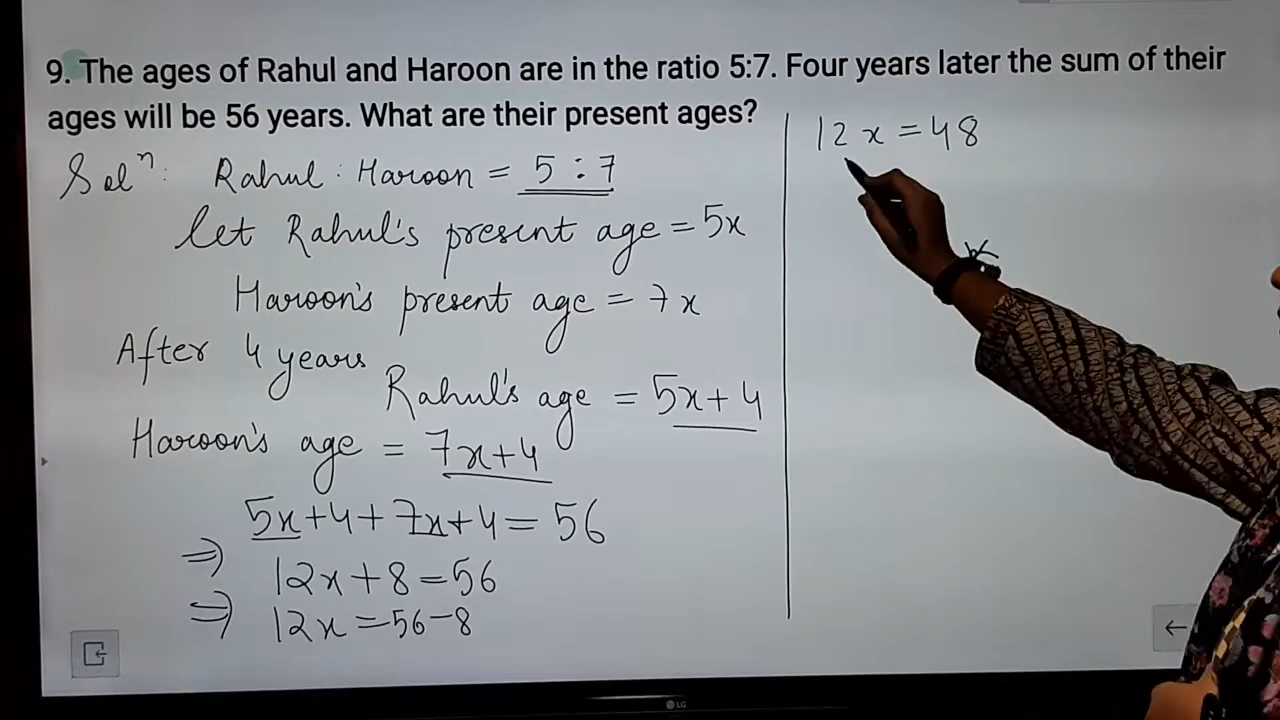 9. The ages of Rahul and Haroon are in the ratio 5:7. Four years later the sum of their
ages will be 56 years. What are their present ages?
Solⁿ: Rahul : Haroon = 5 : 7
let Rahul's present age = 5x
Haroon's present age = 7x
After 4 years
Rahul's age = 5x + 4
Haroon's age = 7x+4
5x+4+7x+4 = 56
⇒ 12x+8=56
⇒ 12x=56-8
12x=48
LG